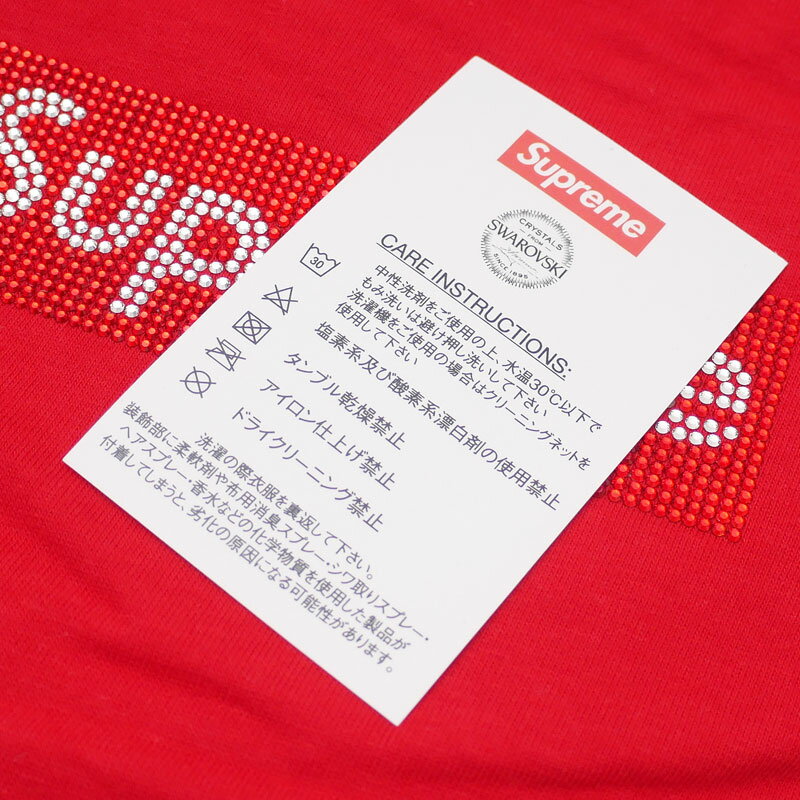 Sup
e
Supreme
CRYSTALS
FROM
SWAROVSKI
SINCE 1895
CARE INSTRUCTIONS:
30
中性洗剤をご使用の上、水温30℃以下で
もみ洗いは避け押し洗いして下さい
洗濯機をご使用の場合はクリーニングネットを
使用して下さい
塩素系及び酸素系漂白剤の使用禁止
タンブル乾燥禁止
アイロン仕上げ禁止
ドライクリーニング禁止
洗濯の際衣服を裏返して下さい。
装飾部に柔軟剤や布用消臭スプレー・シワ取りスプレー・
ヘアスプレー・香水などの化学物質を使用した製品が
付着してしまうと、劣化の原因になる可能性があります。